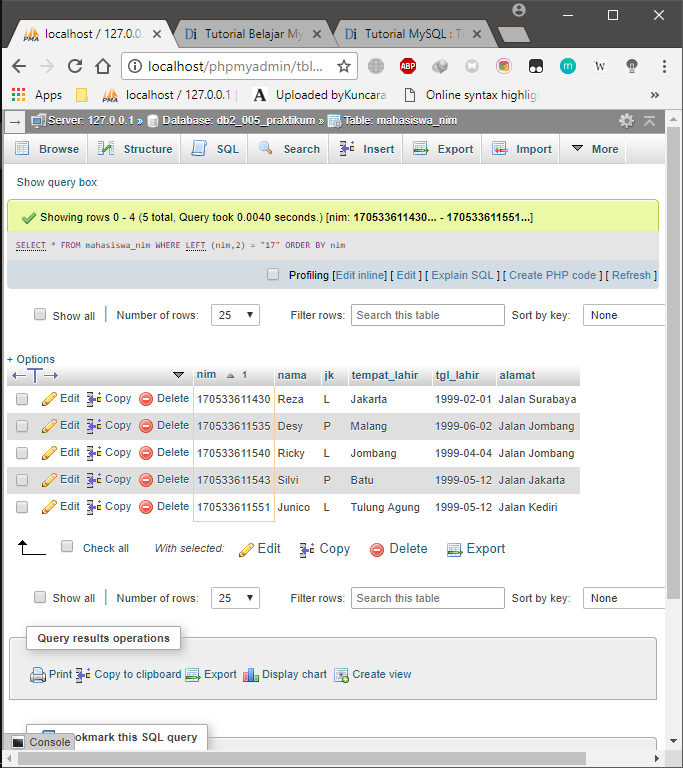 localhost / 127.0.0. Tutorial Belajar My Tutorial MySQL : Ti
localhost/phpmyadmin/tbl... ABP m W
Apps localhost / 127.0.0.1 | A Uploaded byKuncara Online syntax highlig »
Server: 127.0.0.1 » Database: db2_005_praktikum » Table: mahasiswa_nim
Browse Structure SQL Search Insert Export Import More
Show query box
Showing rows 0 - 4 (5 total, Query took 0.0040 seconds.) [nim: 170533611430... - 170533611551...]
SELECT * FROM mahasiswa_nim WHERE LEFT (nim,2) = "17" ORDER BY nim
Profiling [Edit inline] [ Edit ] [ Explain SQL ] [ Create PHP code ] [ Refresh ]
Show all Number of rows: 25 Filter rows: Search this table Sort by key: None
+ Options
nim 1 nama jk tempat_lahir tgl_lahir alamat
Edit Copy Delete 170533611430 Reza L Jakarta 1999-02-01 Jalan Surabaya
Edit Copy Delete 170533611535 Desy P Malang 1999-06-02 Jalan Jombang
Edit Copy Delete 170533611540 Ricky L Jombang 1999-04-04 Jalan Jombang
Edit Copy Delete 170533611543 Silvi P Batu 1999-05-12 Jalan Jakarta
Edit Copy Delete 170533611551 Junico L Tulung Agung 1999-05-12 Jalan Kediri
Check all With selected: Edit Copy Delete Export
Show all Number of rows: 25 Filter rows: Search this table Sort by key: None
Query results operations
Print Copy to clipboard Export Display chart Create view
ookmark this SQL query
Console